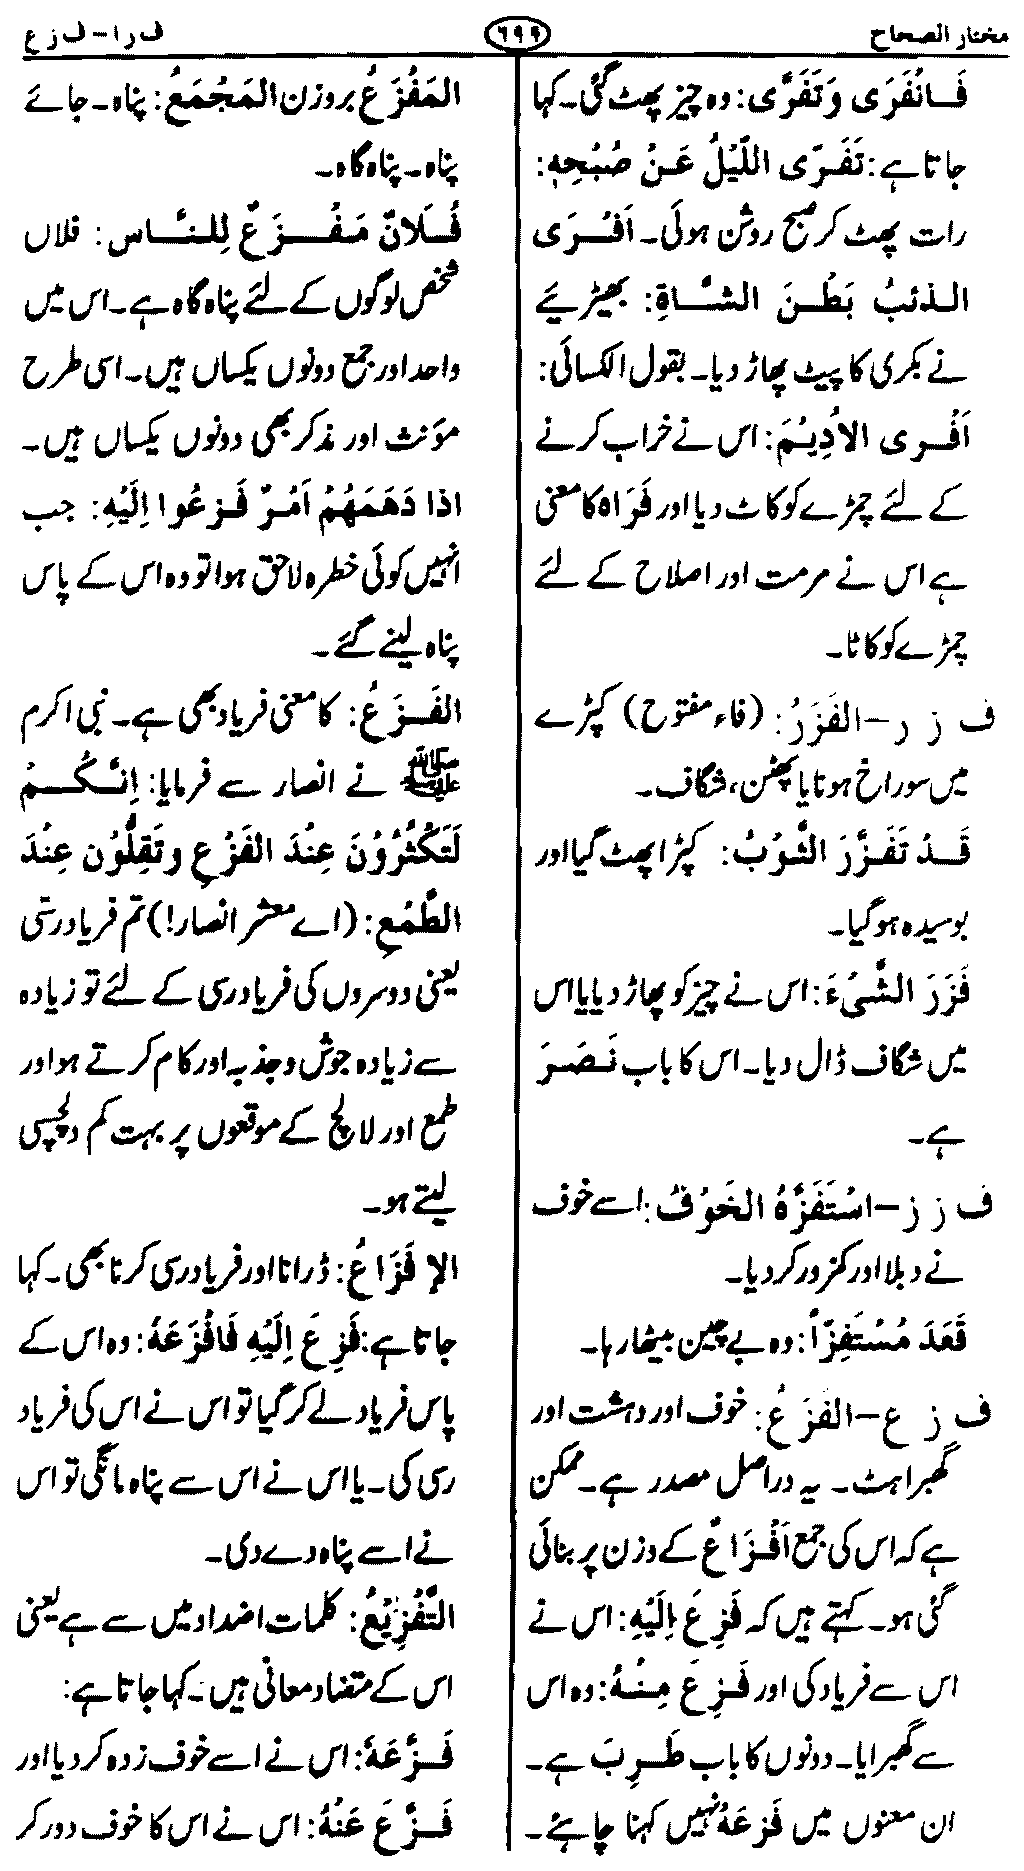 مختار الصحاح
٦٩٩
ف ر ا - ف ز ع
فَانْفَرَى وَتَفَرَّى: وہ چیز پھٹ گئی۔ کہا
جاتا ہے: تَفَرَّى اللَّيْلُ عَنْ صُبْحِهٖ:
رات پھٹ کر صبح روشن ہوئی۔ اَفْرَى
الذئبُ بَطْنَ الشَّاةِ: بھیڑیے
نے بکری کا پیٹ پھاڑ دیا۔ بقول الکسائی:
اَفْرى الاُدِيْمَ: اس نے خراب کرنے
کے لئے چمڑے کو کاٹ دیا اور فَرَاهُ کا معنی
ہے اس نے مرمت اور اصلاح کے لئے
چمڑے کو کاٹا۔
ف ز ر - الفَزَرُ: (فاء مفتوح) کپڑے
میں سوراخ ہونا یا پھٹن، شگاف۔
قَدْ تَفَزَّرَ الثَّوْبُ: کپڑا پھٹ گیا اور
بوسیدہ ہو گیا۔
فَزَرَ الشَّیْءَ: اس نے چیز کو پھاڑ دیا یا اس
میں شگاف ڈال دیا۔ اس کا باب نَصَرَ
ہے۔
ف ز ز - اسْتَفَزَّهُ الخَوْفُ: اسے خوف
نے دبلا اور کمزور کر دیا۔
قَعَدَ مُسْتَفِزّاً: وہ بے چین بیٹھا رہا۔
ف ز ع - الفَزَعُ: خوف اور دہشت اور
گھبراہٹ۔ یہ دراصل مصدر ہے۔ ممکن
ہے کہ اس کی جمع اَفْزَاعٌ کے وزن پر بنائی
گئی ہو۔ کہتے ہیں کہ فَزِعَ اِلَيْهِ: اس نے
اس سے فریاد کی اور فَزِعَ مِنْهُ: وہ اس
سے گھبرایا۔ دونوں کا باب طَرِبَ ہے۔
ان معنوں میں فَزَعَهُ نہیں کہنا چاہئے۔
المَفْزَعُ بروزن المَجْمَعُ: پناہ۔ جائے
پناہ۔ پناہ گاہ۔
فُلَانٌ مَفْزَعٌ لِلنَّاس: فلاں
شخص لوگوں کے لئے پناہ گاہ ہے۔ اس میں
واحد اور جمع دونوں یکساں ہیں۔ اسی طرح
مؤنث اور مذکر بھی دونوں یکساں ہیں۔
اذا دَهَمَهُمْ اَمْرٌ فَزِعُوا اِلَيْهِ: جب
انہیں کوئی خطرہ لاحق ہوا تو وہ اس کے پاس
پناہ لینے گئے۔
الفَزَعُ: کا معنی فریاد بھی ہے۔ نبی اکرم
ﷺ نے انصار سے فرمایا: اِنَّكُمْ
لَتَكْثُرُوْنَ عِنْدَ الفَزْعِ وتَقِلُّوْن عِنْدَ
الطَّمْعِ: (اے معشر انصار!) تم فریاد رسی
یعنی دوسروں کی فریاد رسی کے لئے تو زیادہ
سے زیادہ جوش و جذبہ اور کام کرتے ہو اور
طمع اور لالچ کے موقعوں پر بہت کم دلچسپی
لیتے ہو۔
الإِفْزَاعُ: ڈرانا اور فریاد رسی کرنا بھی۔ کہا
جاتا ہے: فَزِعَ اِلَيْهِ فَافْزَعَهُ: وہ اس کے
پاس فریاد لے کر گیا تو اس نے اس کی فریاد
رسی کی۔ یا اس نے اس سے پناہ مانگی تو اس
نے اسے پناہ دے دی۔
التَّفْزِيْعُ: کلمات اضداد میں سے ہے یعنی
اس کے متضاد معانی ہیں۔ کہا جاتا ہے:
فَزَّعَهُ: اس نے اسے خوف زدہ کر دیا اور
فَزَّعَ عَنْهُ: اس نے اس کا خوف دور کر